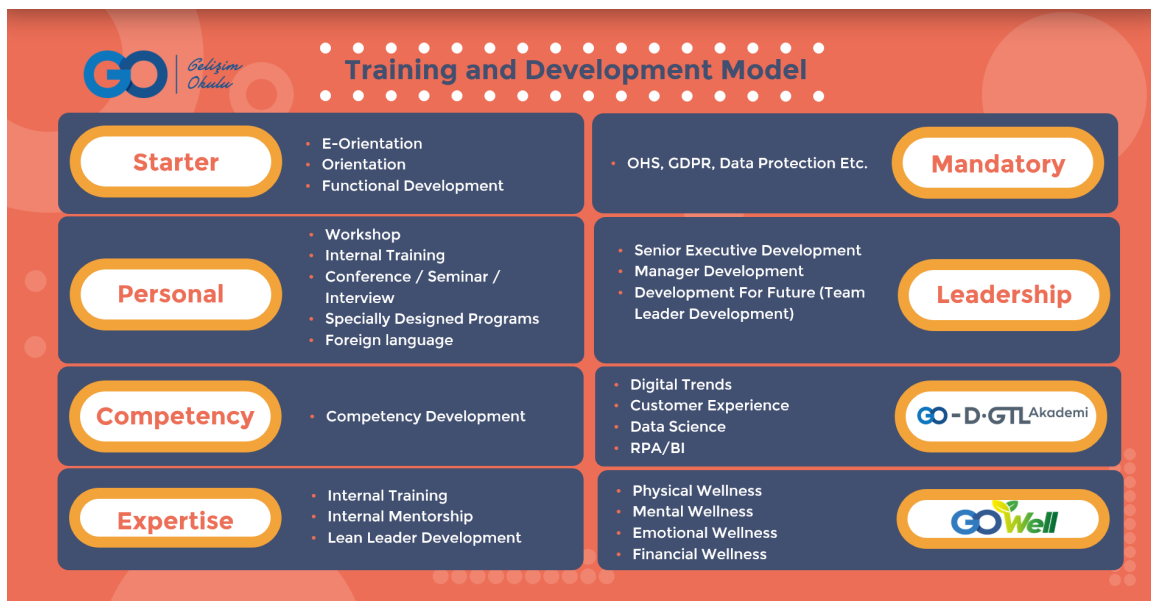 GO Gelişim
Okulu
Training and Development Model
Starter
• E-Orientation
• Orientation
• Functional Development
• OHS, GDPR, Data Protection Etc.
Mandatory
Personal
• Workshop
• Internal Training
• Conference / Seminar /
Interview
• Specially Designed Programs
• Foreign language
• Senior Executive Development
• Manager Development
• Development For Future (Team
Leader Development)
Leadership
Competency
• Competency Development
• Digital Trends
• Customer Experience
• Data Science
• RPA/BI
GO-D·GTL Akademi
Expertise
• Internal Training
• Internal Mentorship
• Lean Leader Development
• Physical Wellness
• Mental Wellness
• Emotional Wellness
• Financial Wellness
GO Well